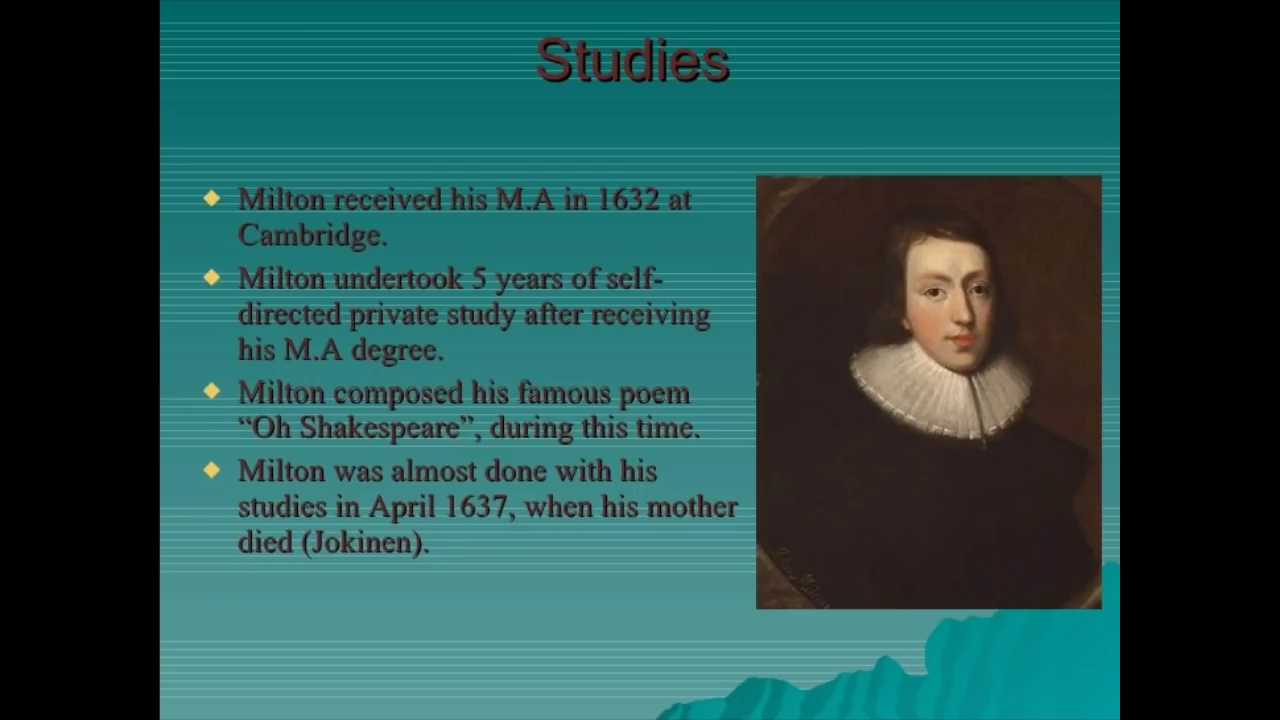 Studies
Milton received his M.A in 1632 at
Cambridge.
Milton undertook 5 years of self-
directed private study after receiving
his M.A degree.
Milton composed his famous poem
“Oh Shakespeare”, during this time.
Milton was almost done with his
studies in April 1637, when his mother
died (Jokinen).